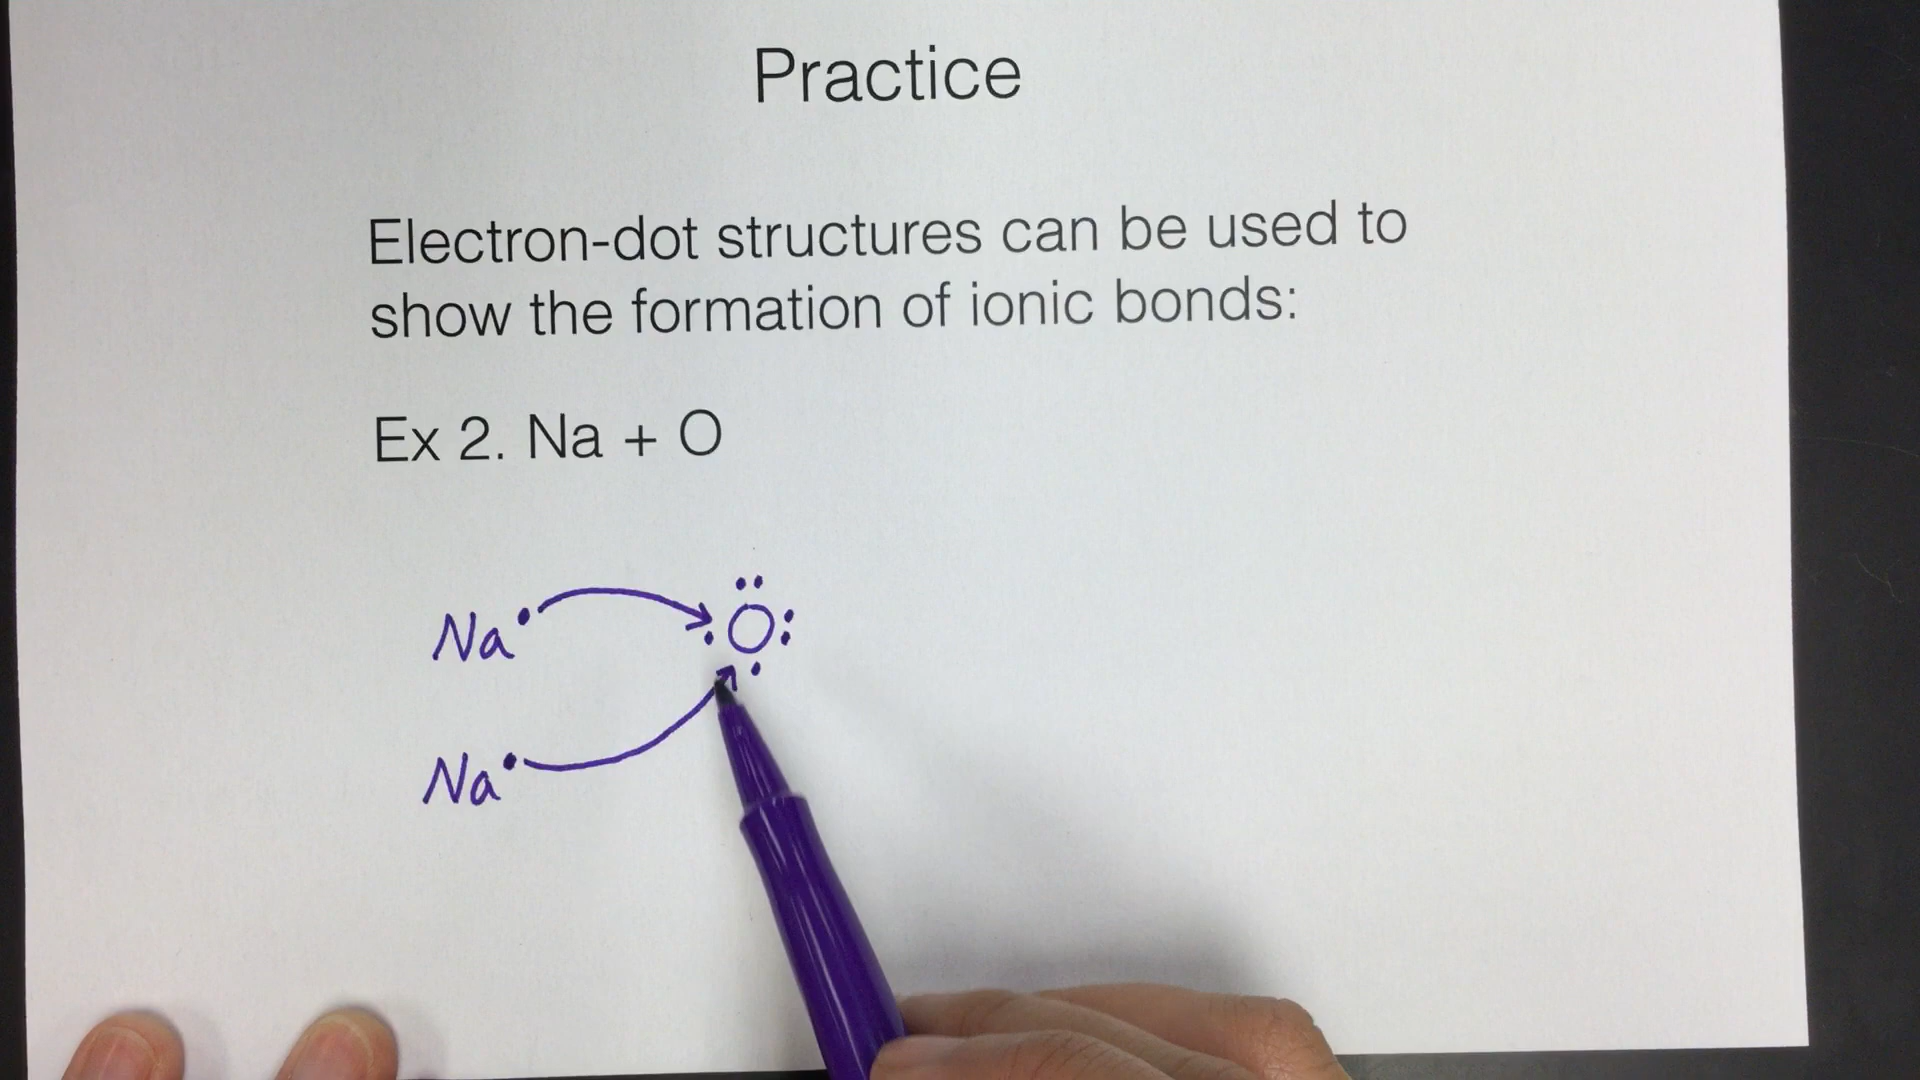 Practice
Electron-dot structures can be used to
show the formation of ionic bonds:
Ex 2. Na + O
Na O
Na